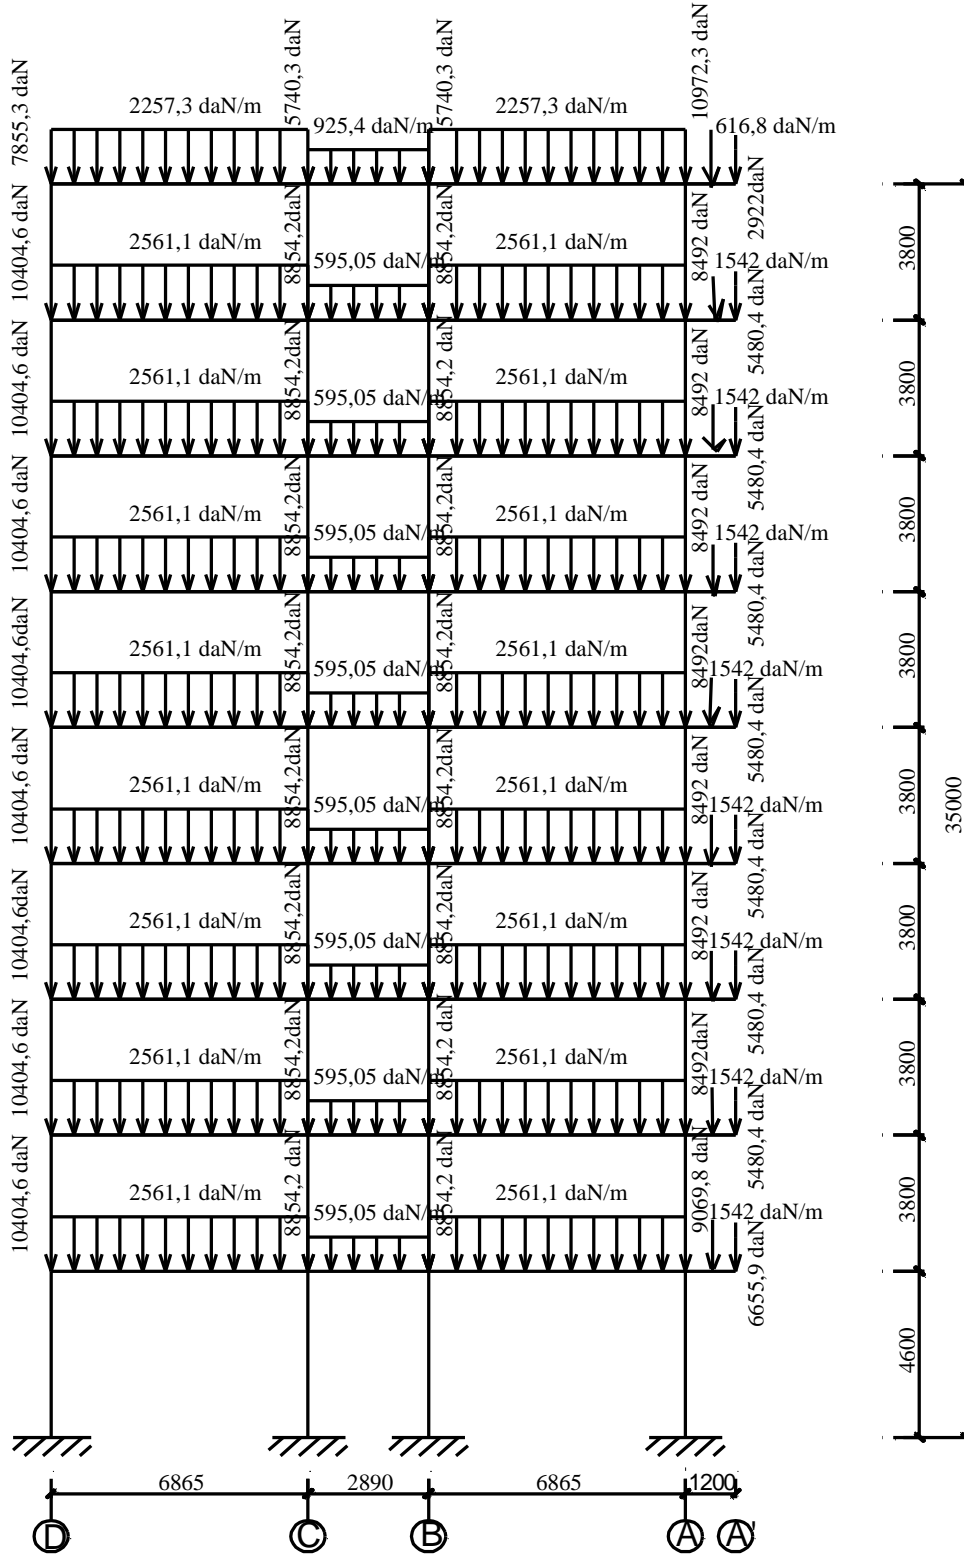 7855,3 daN
2257,3 daN/m
5740,3 daN
925,4 daN/m
5740,3 daN
2257,3 daN/m
10972,3 daN
616,8 daN/m
2922daN
10404,6 daN
2561,1 daN/m
8854,2daN
595,05 daN/m
8854,2daN
2561,1 daN/m
8492 daN
1542 daN/m
5480,4 daN
3800
10404,6 daN
2561,1 daN/m
8854,2daN
595,05 daN/m
8854,2 daN
2561,1 daN/m
8492 daN
1542 daN/m
5480,4 daN
3800
10404,6 daN
2561,1 daN/m
8854,2daN
595,05 daN/m
8854,2daN
2561,1 daN/m
8492 daN
1542 daN/m
5480,4 daN
3800
10404,6daN
2561,1 daN/m
8854,2daN
595,05 daN/m
8854,2daN
2561,1 daN/m
8492daN
1542 daN/m
5480,4 daN
3800
10404,6 daN
2561,1 daN/m
8854,2daN
595,05 daN/m
8854,2daN
2561,1 daN/m
8492 daN
1542 daN/m
5480,4 daN
3800
35000
10404,6daN
2561,1 daN/m
8854,2daN
595,05 daN/m
8854,2daN
2561,1 daN/m
8492 daN
1542 daN/m
5480,4 daN
3800
10404,6 daN
2561,1 daN/m
8854,2daN
595,05 daN/m
8854,2 daN
2561,1 daN/m
8492daN
1542 daN/m
5480,4 daN
3800
10404,6 daN
2561,1 daN/m
8854,2 daN
595,05 daN/m
8854,2 daN
2561,1 daN/m
9069,8 daN
1542 daN/m
6655,9 daN
3800
4600
6865
2890
6865
1200
D
C
B
A
A'